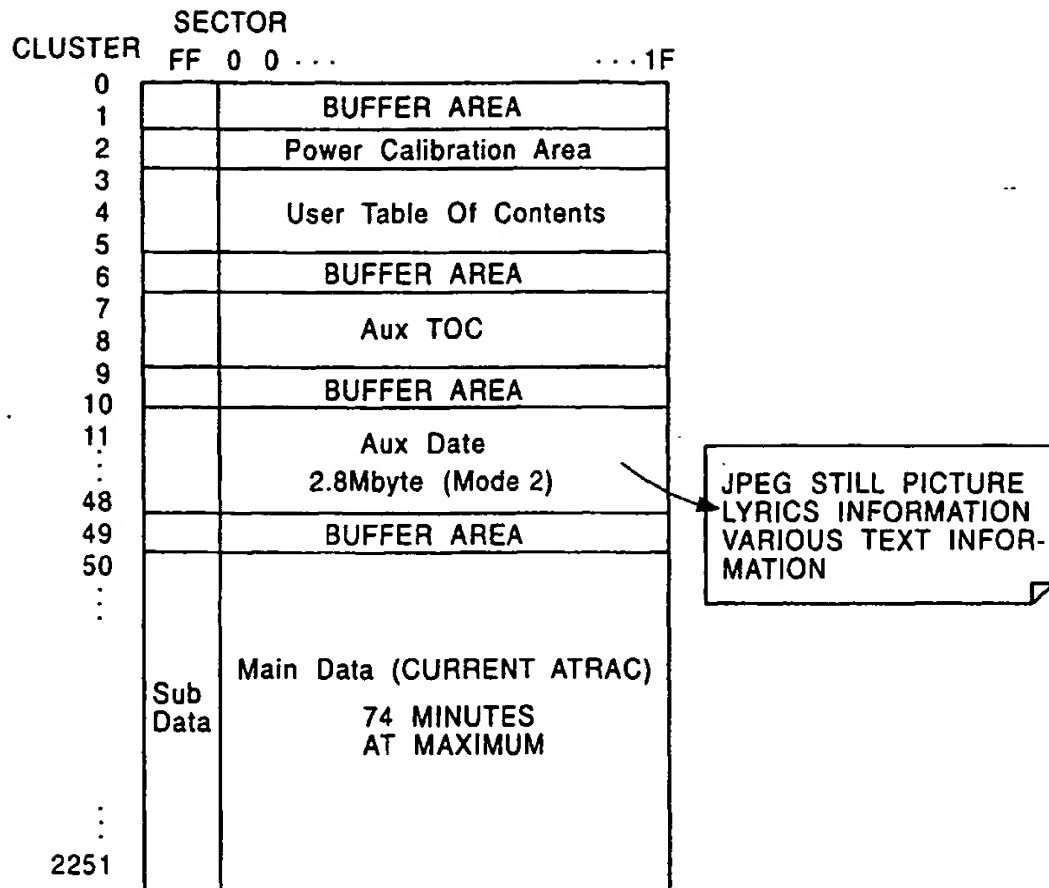 SECTOR
CLUSTER FF 0 0 ··· ··· 1F
0
1
BUFFER AREA
2 Power Calibration Area
3
4 User Table Of Contents
5
6 BUFFER AREA
7
8
Aux TOC
9
10
BUFFER AREA
11
Aux Date
2.8Mbyte (Mode 2)
48
49 BUFFER AREA
50
JPEG STILL PICTURE
LYRICS INFORMATION
VARIOUS TEXT INFOR-
MATION
Sub
Data
Main Data (CURRENT ATRAC)
74 MINUTES
AT MAXIMUM
2251